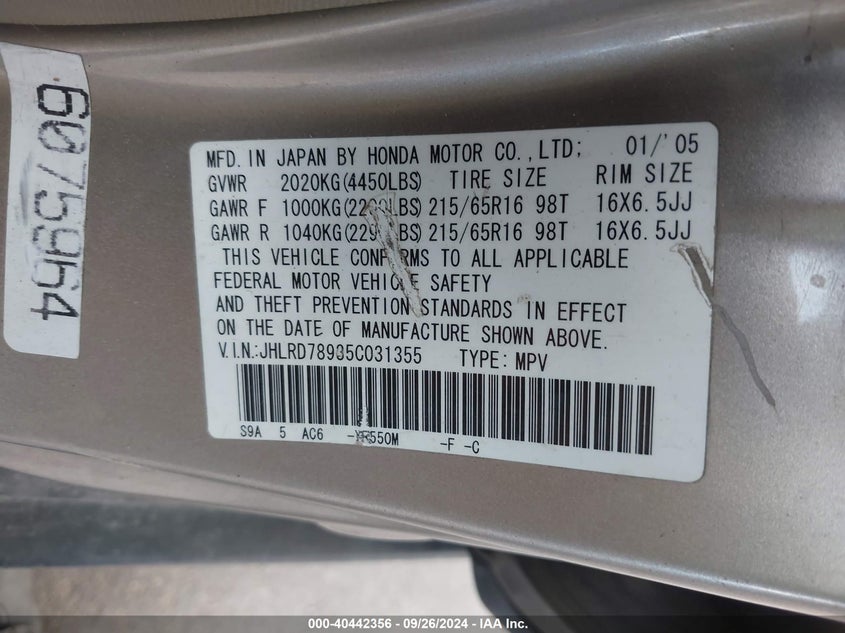 6075964
MFD. IN JAPAN BY HONDA MOTOR CO., LTD; 01/'05
GVWR 2020KG(4450LBS) TIRE SIZE RIM SIZE
GAWR F 1000KG 215/65R16 98T 16X6.5JJ
GAWR R 1040KG 215/65R16 98T 16X6.5JJ
THIS VEHICLE CONFORMS TO ALL APPLICABLE
FEDERAL MOTOR VEHICLE SAFETY
AND THEFT PREVENTION STANDARDS IN EFFECT
ON THE DATE OF MANUFACTURE SHOWN ABOVE.
V.I.N.: TYPE: MPV
S9A 5 AC6 -F -C
000-40442356 - 09/26/2024 - IAA Inc.